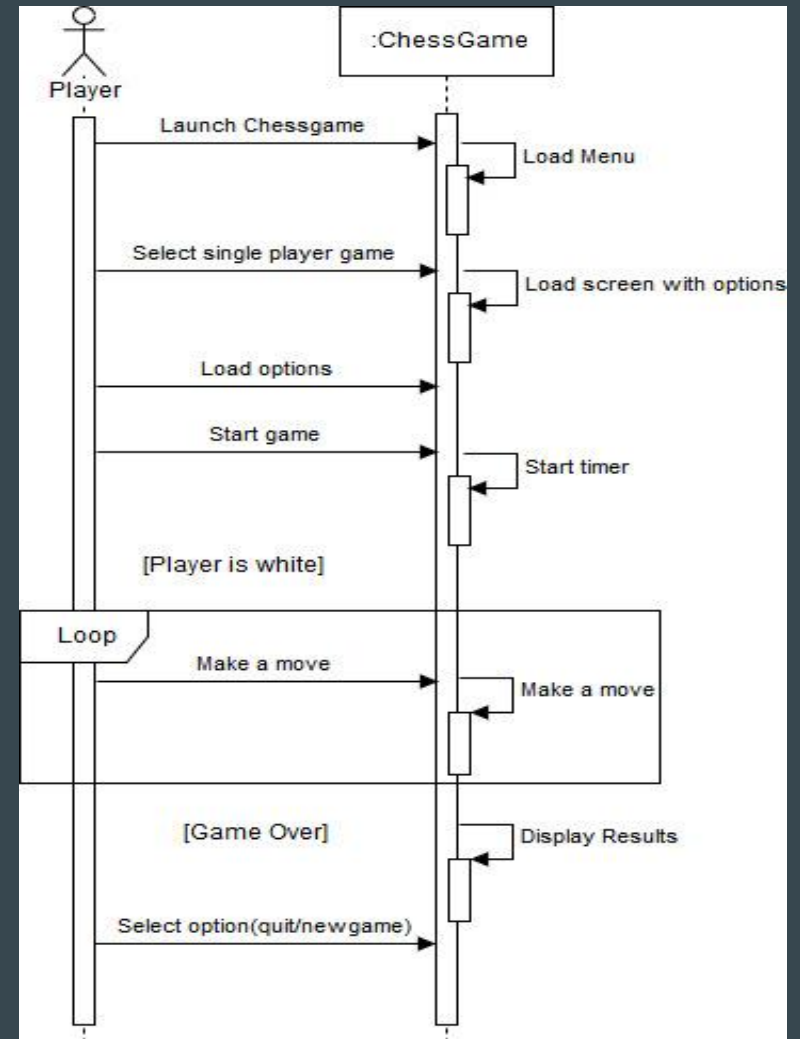 :ChessGame
Player
Launch Chessgame
Load Menu
Select single player game
Load screen with options
Load options
Start game
Start timer
[Player is white]
Loop
Make a move
Make a move
[Game Over]
Display Results
Select option(quit/newgame)